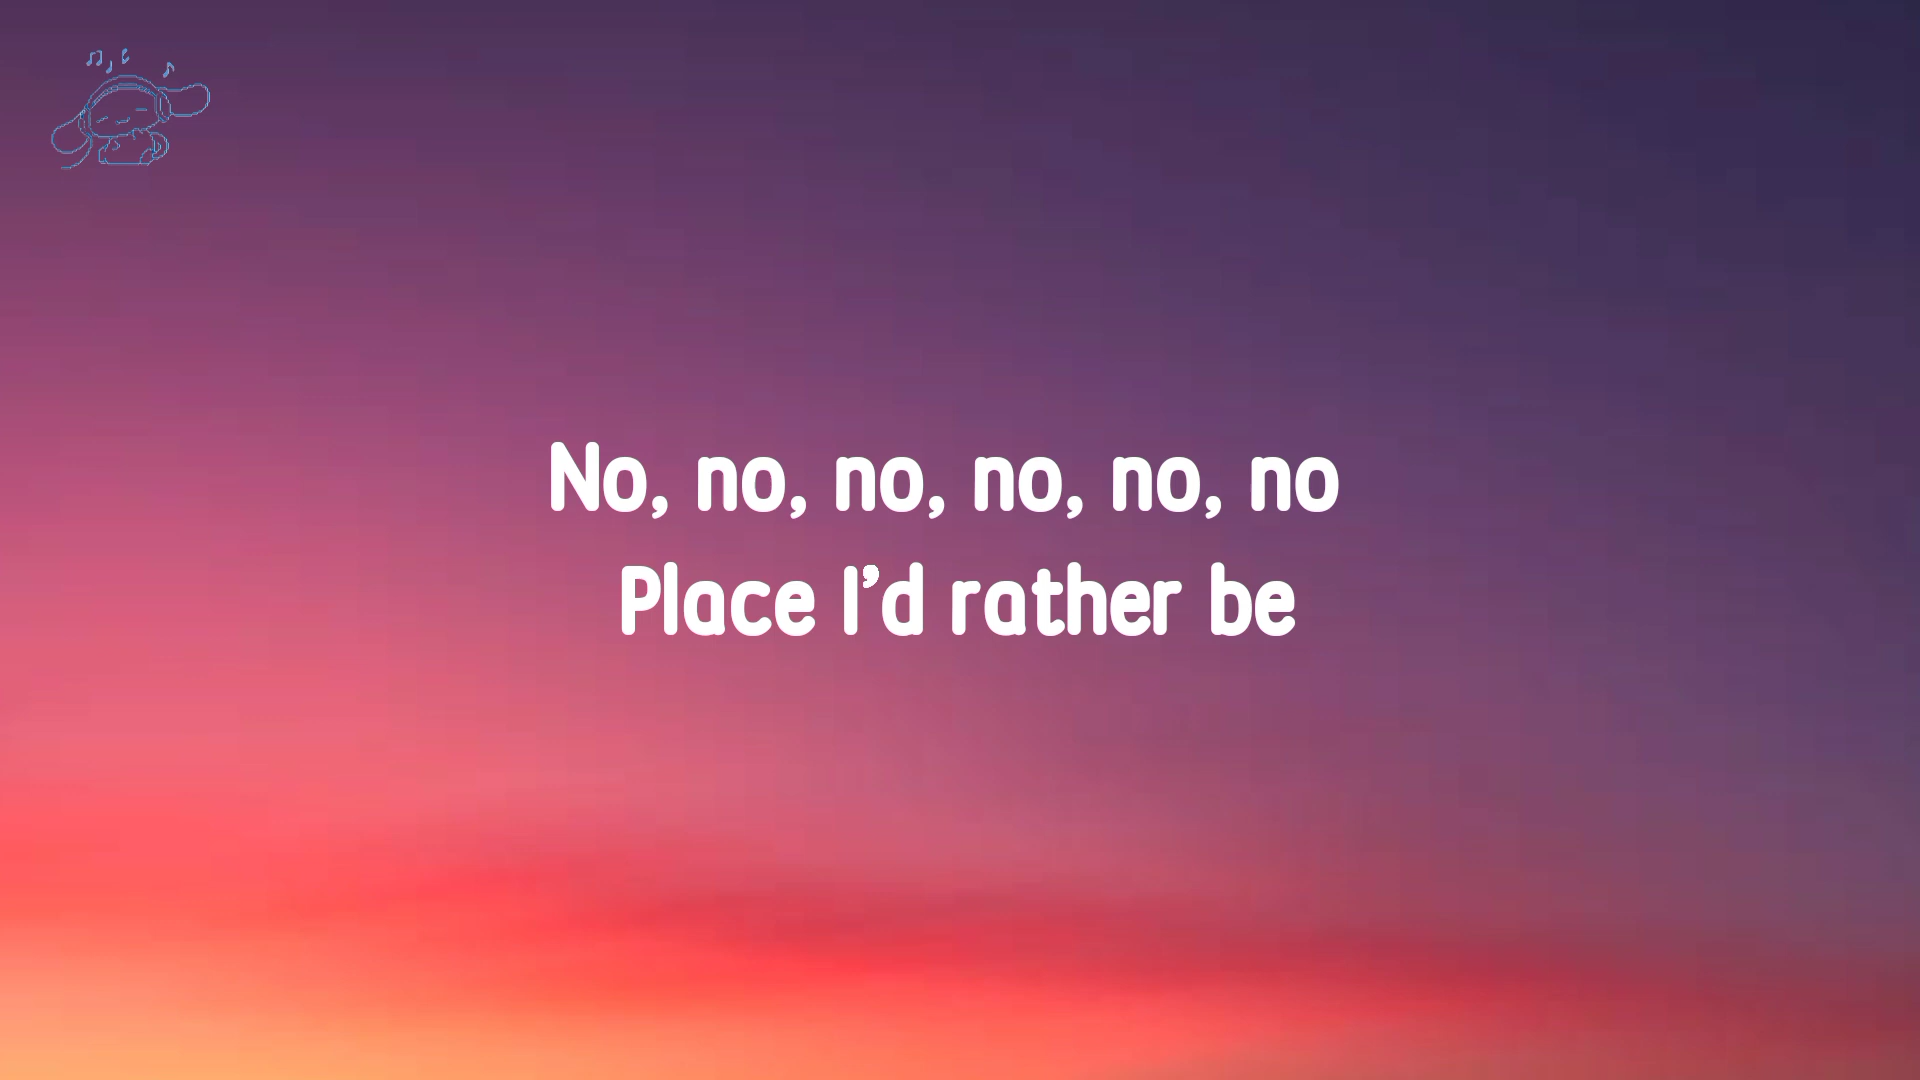 No, no, no, no, no, no
Place I’d rather be